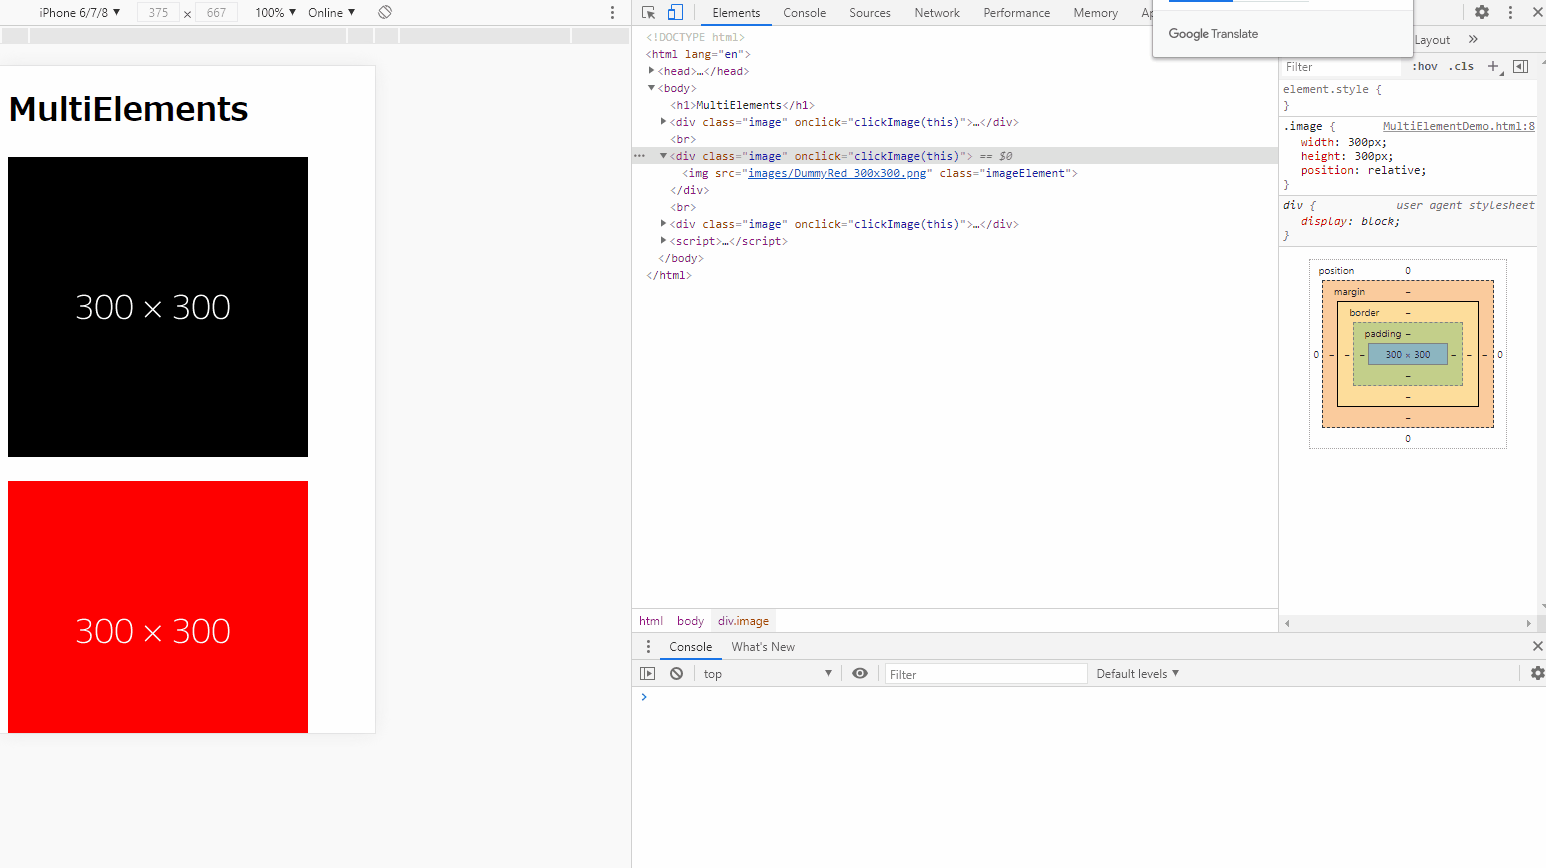 iPhone 6/7/8 ▼ 375 × 667 100% ▼ Online ▼
MultiElements
300 × 300
300 × 300
Elements Console Sources Network Performance Memory Ap
Google Translate
<!DOCTYPE html>
<html lang="en">
<head>…</head>
<body>
<h1>MultiElements</h1>
<div class="image" onclick="clickImage(this)">…</div>
<br>
<div class="image" onclick="clickImage(this)"> == $0
<img src="images/DummyRed_300x300.png" class="imageElement">
</div>
<br>
<div class="image" onclick="clickImage(this)">…</div>
<script>…</script>
</body>
</html>
html body div.image
Layout »
Filter :hov .cls +
element.style {
}
.image { MultiElementDemo.html:8
width: 300px;
height: 300px;
position: relative;
}
div { user agent stylesheet
display: block;
}
position 0
margin –
border –
padding –
0 – – – 300 × 300 – – – 0
–
–
–
0
Console What's New
top ▼ Filter Default levels ▼
>